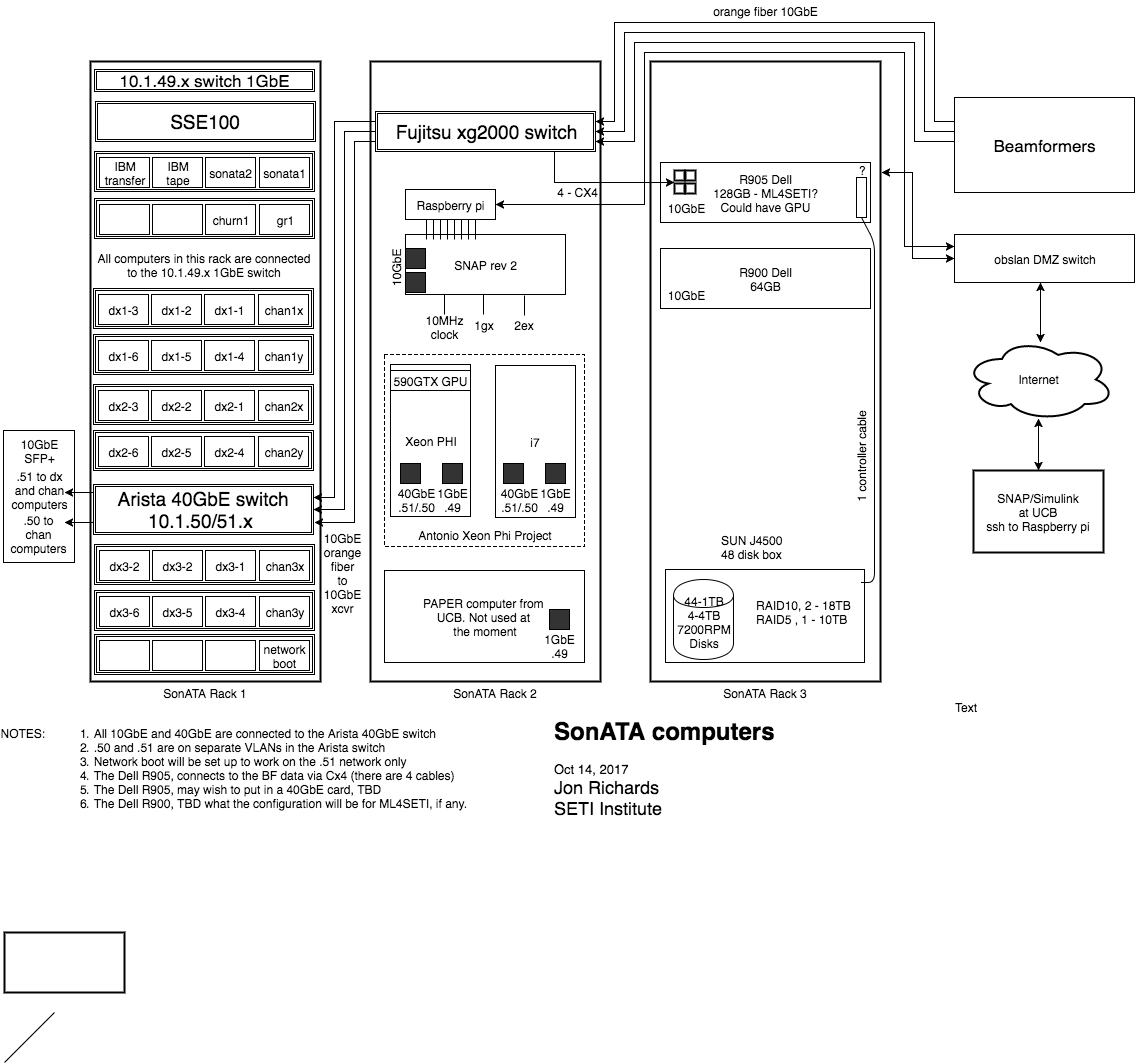 orange fiber 10GbE
10.1.49.x switch 1GbE
SSE100
IBM
transfer
IBM
tape
sonata2
sonata1
churn1
gr1
All computers in this rack are connected
to the 10.1.49.x 1GbE switch
dx1-3
dx1-2
dx1-1
chan1x
dx1-6
dx1-5
dx1-4
chan1y
dx2-3
dx2-2
dx2-1
chan2x
dx2-6
dx2-5
dx2-4
chan2y
10GbE
SFP+
.51 to dx
and chan
computers
.50 to
chan
computers
Arista 40GbE switch
10.1.50/51.x
dx3-2
dx3-2
dx3-1
chan3x
dx3-6
dx3-5
dx3-4
chan3y
network
boot
SonATA Rack 1
10GbE
orange
fiber
to
10GbE
xcvr
Fujitsu xg2000 switch
4 - CX4
Raspberry pi
10GbE
SNAP rev 2
10MHz
clock
1gx
2ex
590GTX GPU
Xeon PHI
40GbE
.51/.50
1GbE
.49
i7
40GbE
.51/.50
1GbE
.49
Antonio Xeon Phi Project
PAPER computer from
UCB. Not used at
the moment
1GbE
.49
SonATA Rack 2
R905 Dell
128GB - ML4SETI?
Could have GPU
10GbE
?
R900 Dell
64GB
10GbE
1 controller cable
SUN J4500
48 disk box
44-1TB
4-4TB
7200RPM
Disks
RAID10, 2 - 18TB
RAID5 , 1 - 10TB
SonATA Rack 3
Beamformers
obslan DMZ switch
Internet
SNAP/Simulink
at UCB
ssh to Raspberry pi
Text
NOTES:
1. All 10GbE and 40GbE are connected to the Arista 40GbE switch
2. .50 and .51 are on separate VLANs in the Arista switch
3. Network boot will be set up to work on the .51 network only
4. The Dell R905, connects to the BF data via Cx4 (there are 4 cables)
5. The Dell R905, may wish to put in a 40GbE card, TBD
6. The Dell R900, TBD what the configuration will be for ML4SETI, if any.
SonATA computers
Oct 14, 2017
Jon Richards
SETI Institute